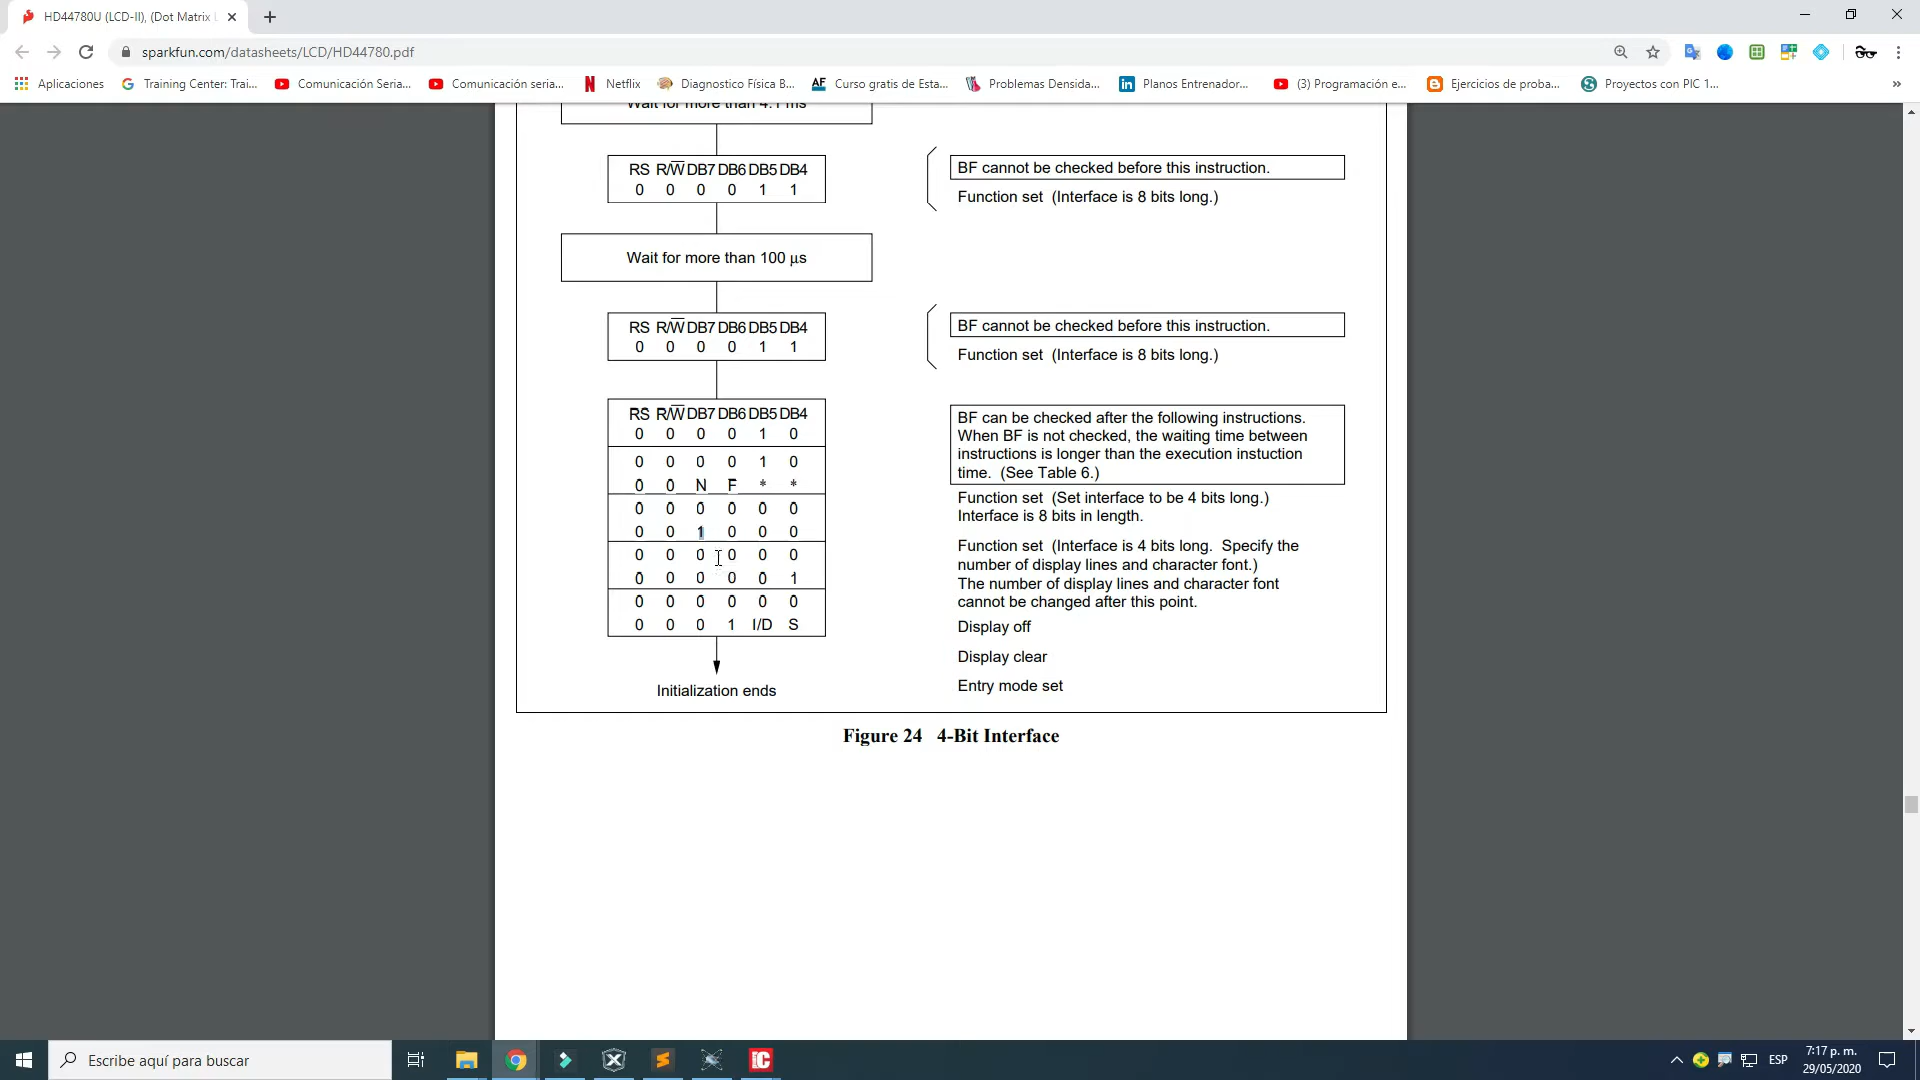 HD44780U (LCD-II), (Dot Matrix L
sparkfun.com/datasheets/LCD/HD44780.pdf
Aplicaciones
Training Center: Trai...
Comunicación Seria...
Comunicación seria...
Netflix
Diagnostico Física B...
AF Curso gratis de Esta...
Problemas Densida...
Planos Entrenador...
(3) Programación e...
Ejercicios de proba...
Proyectos con PIC 1...
Wait for more than 4.1 ms
RS R/W DB7 DB6 DB5 DB4
0 0 0 0 1 1
BF cannot be checked before this instruction.
Function set (Interface is 8 bits long.)
Wait for more than 100 μs
RS R/W DB7 DB6 DB5 DB4
0 0 0 0 1 1
BF cannot be checked before this instruction.
Function set (Interface is 8 bits long.)
RS R/W DB7 DB6 DB5 DB4
0 0 0 0 1 0
0 0 0 0 1 0
0 0 N F * *
0 0 0 0 0 0
0 0 1 0 0 0
0 0 0 0 0 0
0 0 0 0 0 1
0 0 0 0 0 0
0 0 0 1 I/D S
Initialization ends
BF can be checked after the following instructions.
When BF is not checked, the waiting time between
instructions is longer than the execution instuction
time. (See Table 6.)
Function set (Set interface to be 4 bits long.)
Interface is 8 bits in length.
Function set (Interface is 4 bits long. Specify the
number of display lines and character font.)
The number of display lines and character font
cannot be changed after this point.
Display off
Display clear
Entry mode set
Figure 24 4-Bit Interface
Escribe aquí para buscar
ESP
7:17 p. m.
29/05/2020